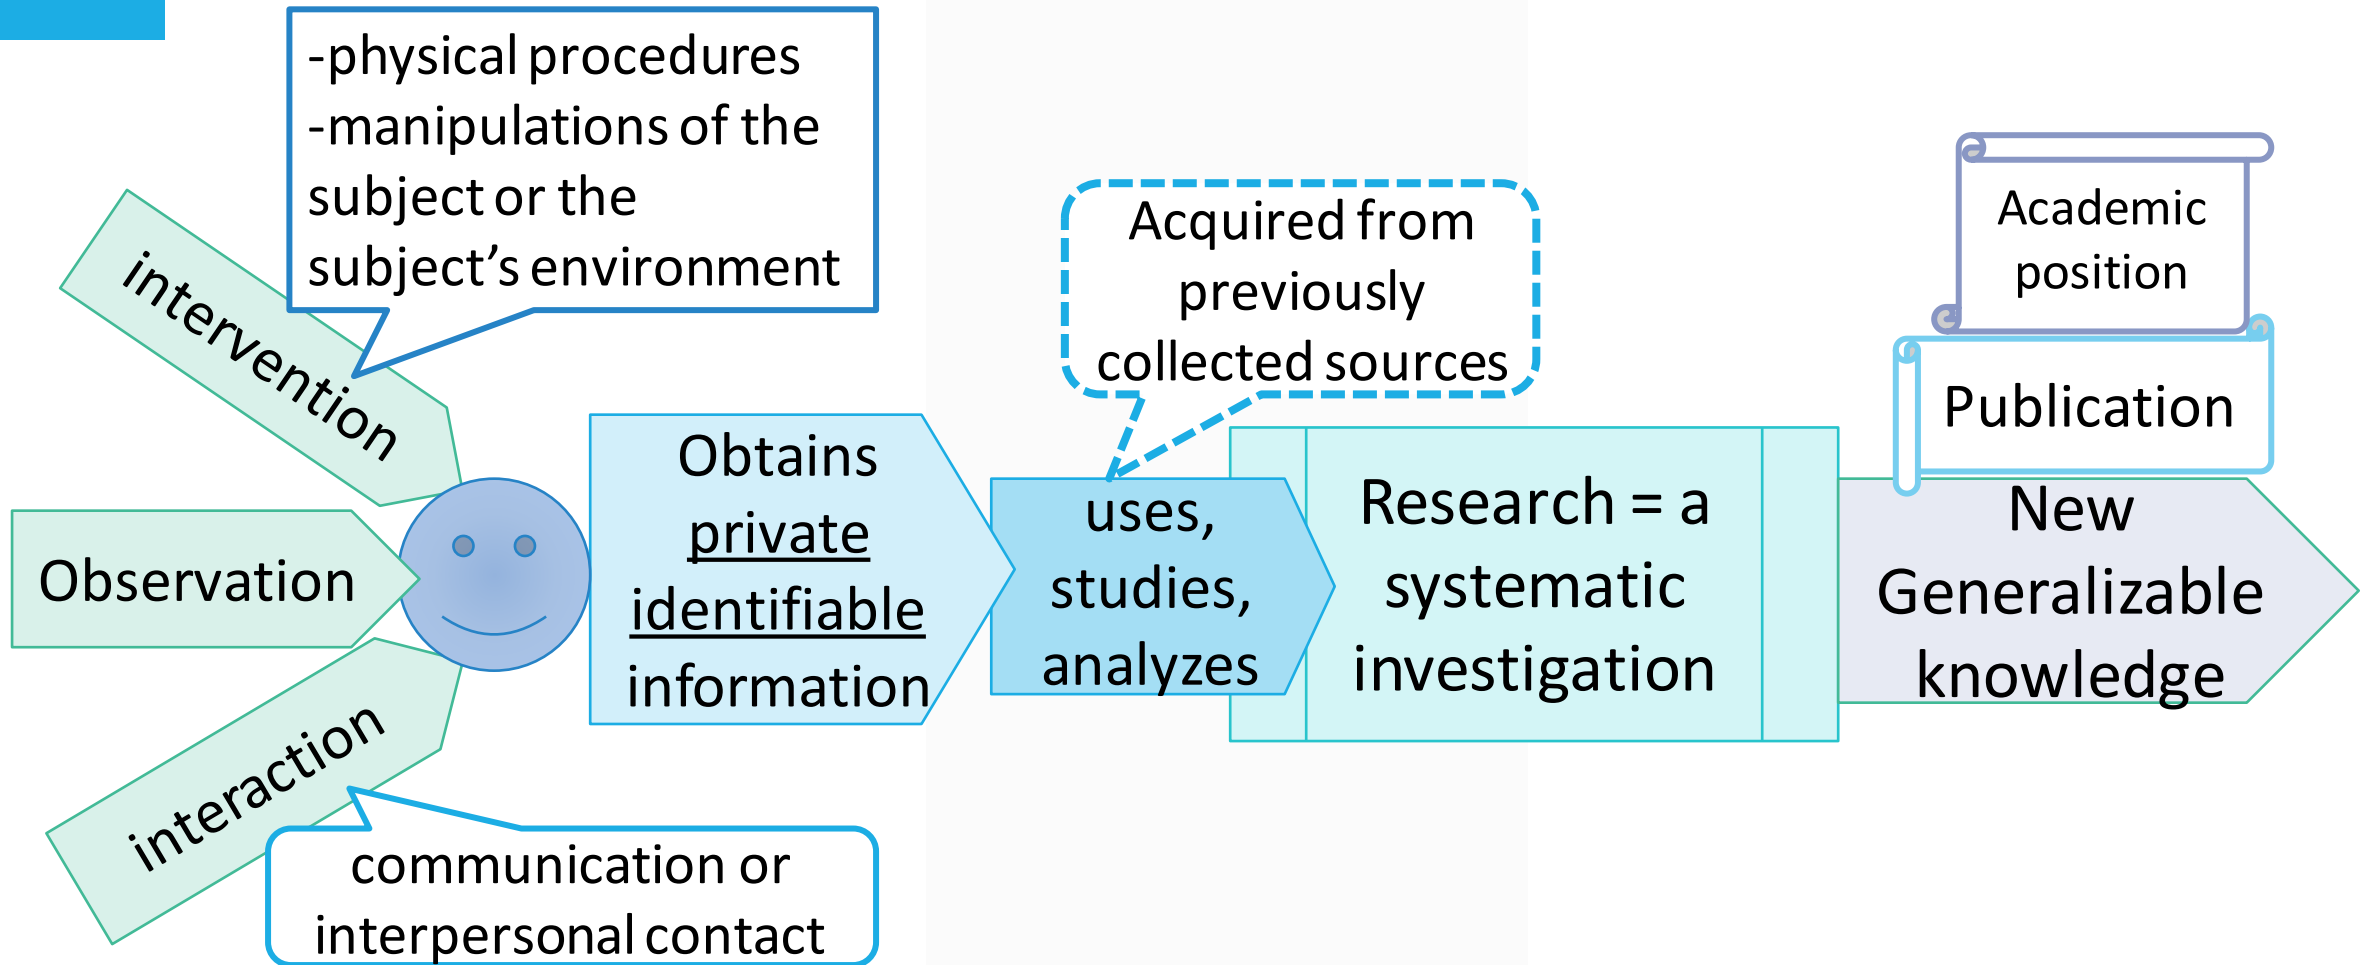 -physical procedures
-manipulations of the
subject or the
subject’s environment
intervention
Observation
interaction
communication or
interpersonal contact
Obtains
private
identifiable
information
Acquired from
previously
collected sources
uses,
studies,
analyzes
Research = a
systematic
investigation
Academic
position
Publication
New
Generalizable
knowledge